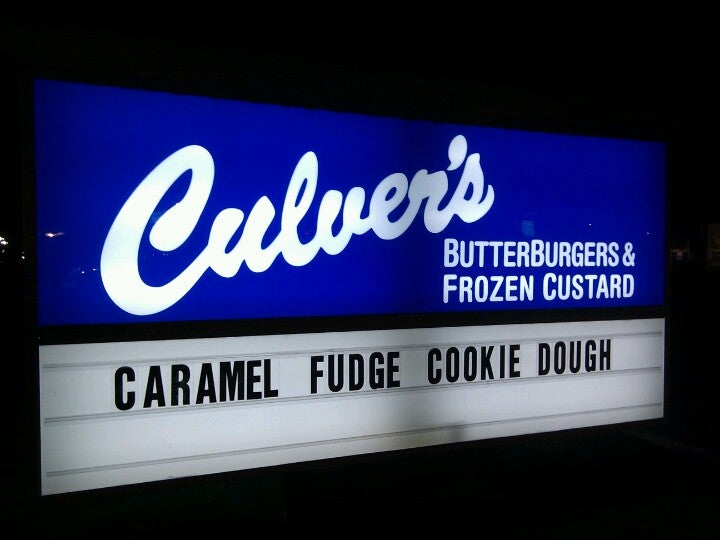 Culver's
BUTTERBURGERS &
FROZEN CUSTARD
CARAMEL FUDGE COOKIE DOUGH